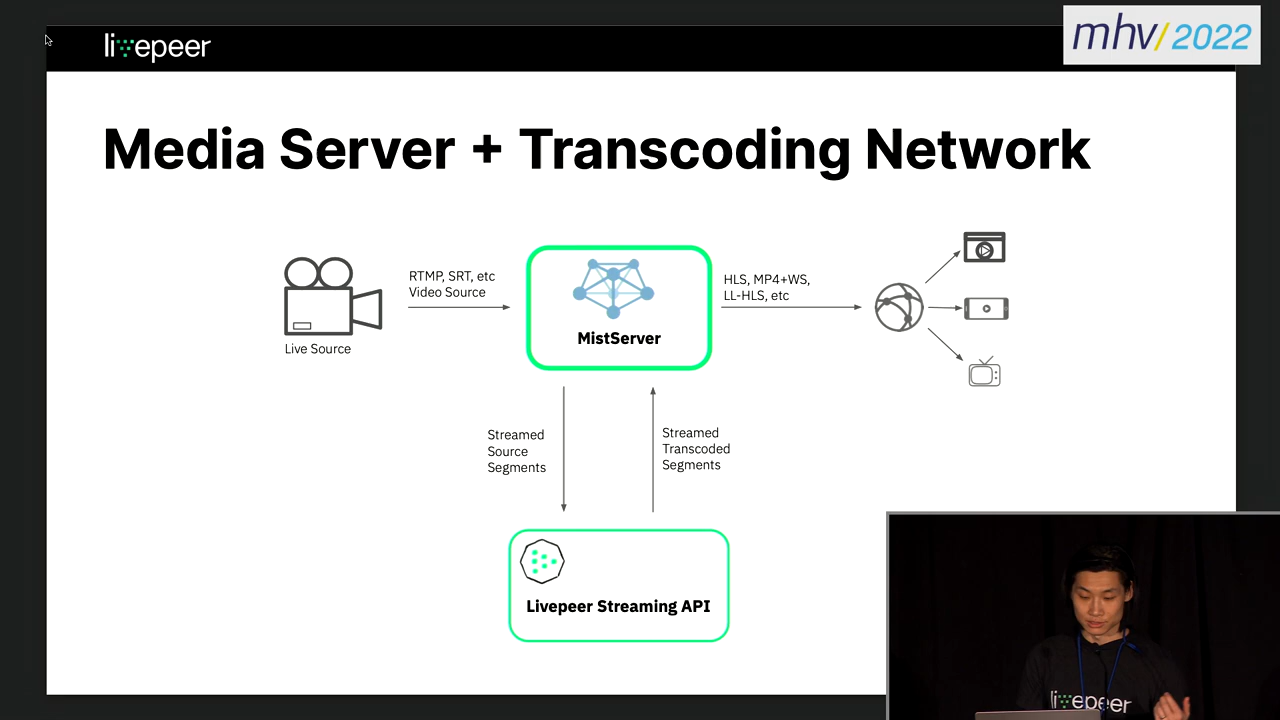 livepeer
mhv/2022
Media Server + Transcoding Network
RTMP, SRT, etc
Video Source
Live Source
MistServer
HLS, MP4+WS,
LL-HLS, etc
Streamed
Source
Segments
Streamed
Transcoded
Segments
Livepeer Streaming API
livepeer